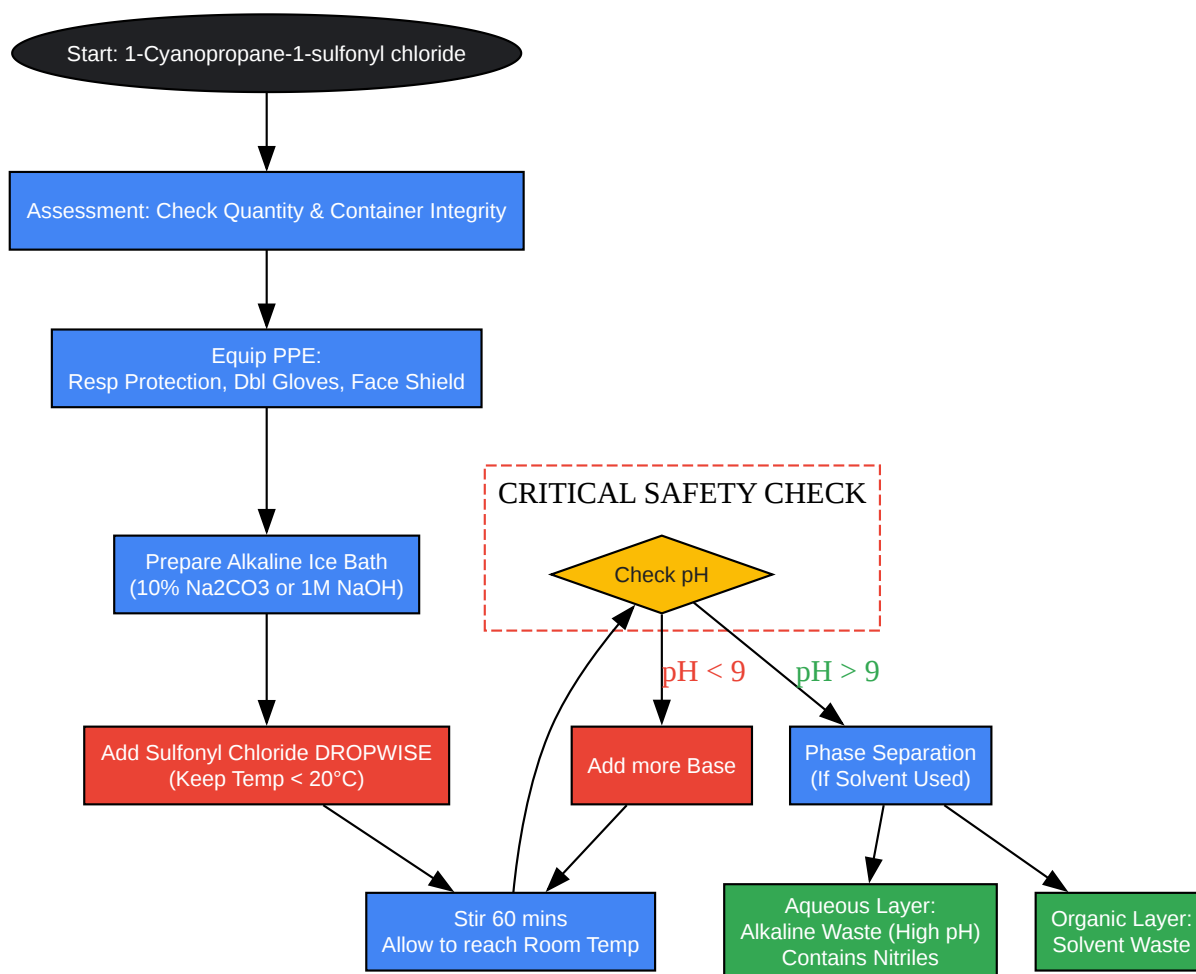 Start: 1-Cyanopropane-1-sulfonyl chloride
Assessment: Check Quantity & Container Integrity
Equip PPE:
Resp Protection, Dbl Gloves, Face Shield
CRITICAL SAFETY CHECK
Prepare Alkaline Ice Bath
(10% Na2CO3 or 1M NaOH)
Check pH
pH < 9
pH > 9
Add Sulfonyl Chloride DROPWISE
(Keep Temp < 20°C)
Add more Base
Phase Separation
(If Solvent Used)
Stir 60 mins
Allow to reach Room Temp
Aqueous Layer:
Alkaline Waste (High pH)
Contains Nitriles
Organic Layer:
Solvent Waste